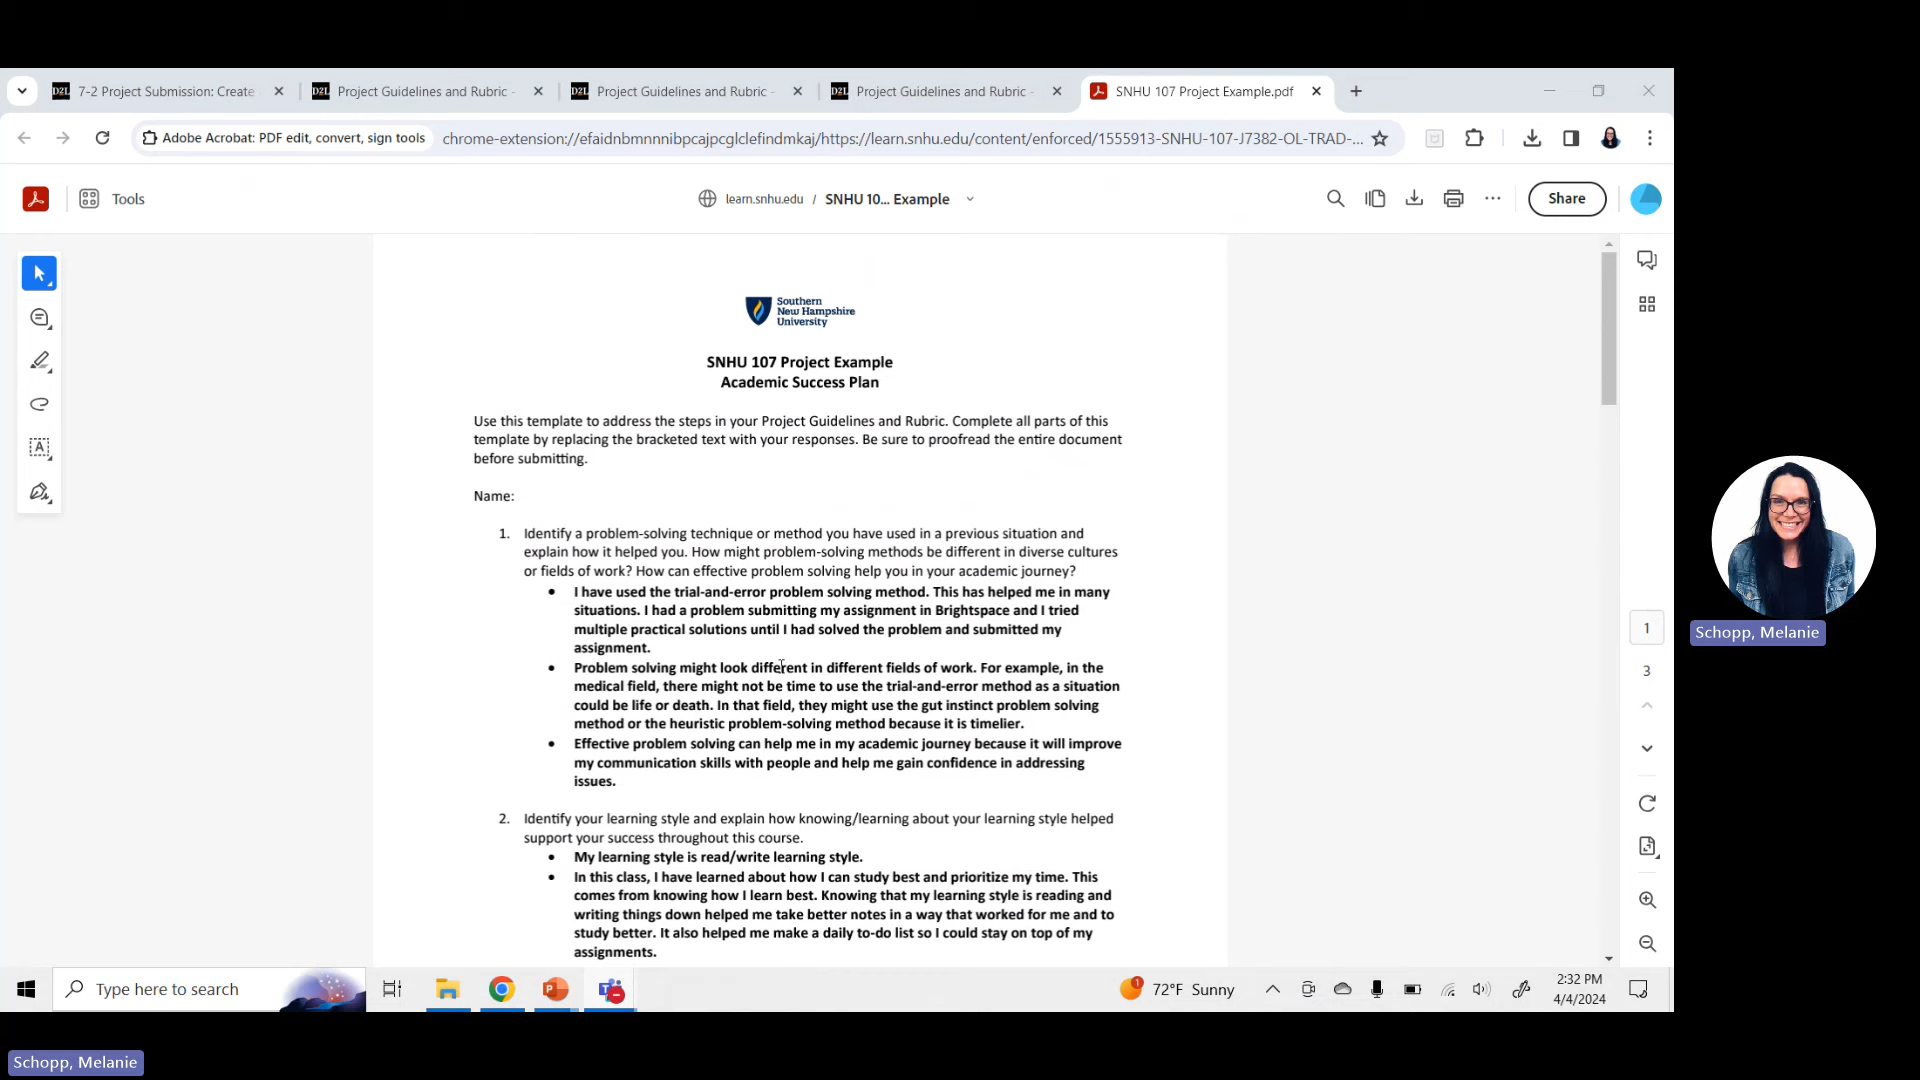 D2L 7-2 Project Submission: Create
D2L Project Guidelines and Rubric -
D2L Project Guidelines and Rubric -
D2L Project Guidelines and Rubric -
SNHU 107 Project Example.pdf
Adobe Acrobat: PDF edit, convert, sign tools
chrome-extension://efaidnbmnnnibpcajpcglclefindmkaj/https://learn.snhu.edu/content/enforced/1555913-SNHU-107-J7382-OL-TRAD-...
Tools
learn.snhu.edu / SNHU 10... Example
Share
Southern
New Hampshire
University
SNHU 107 Project Example
Academic Success Plan
Use this template to address the steps in your Project Guidelines and Rubric. Complete all parts of this
template by replacing the bracketed text with your responses. Be sure to proofread the entire document
before submitting.
Name:
1. Identify a problem-solving technique or method you have used in a previous situation and
explain how it helped you. How might problem-solving methods be different in diverse cultures
or fields of work? How can effective problem solving help you in your academic journey?
• I have used the trial-and-error problem solving method. This has helped me in many
situations. I had a problem submitting my assignment in Brightspace and I tried
multiple practical solutions until I had solved the problem and submitted my
assignment.
• Problem solving might look different in different fields of work. For example, in the
medical field, there might not be time to use the trial-and-error method as a situation
could be life or death. In that field, they might use the gut instinct problem solving
method or the heuristic problem-solving method because it is timelier.
• Effective problem solving can help me in my academic journey because it will improve
my communication skills with people and help me gain confidence in addressing
issues.
2. Identify your learning style and explain how knowing/learning about your learning style helped
support your success throughout this course.
• My learning style is read/write learning style.
• In this class, I have learned about how I can study best and prioritize my time. This
comes from knowing how I learn best. Knowing that my learning style is reading and
writing things down helped me take better notes in a way that worked for me and to
study better. It also helped me make a daily to-do list so I could stay on top of my
assignments.
1
3
Schopp, Melanie
Type here to search
1
72°F Sunny
2:32 PM
4/4/2024
Schopp, Melanie